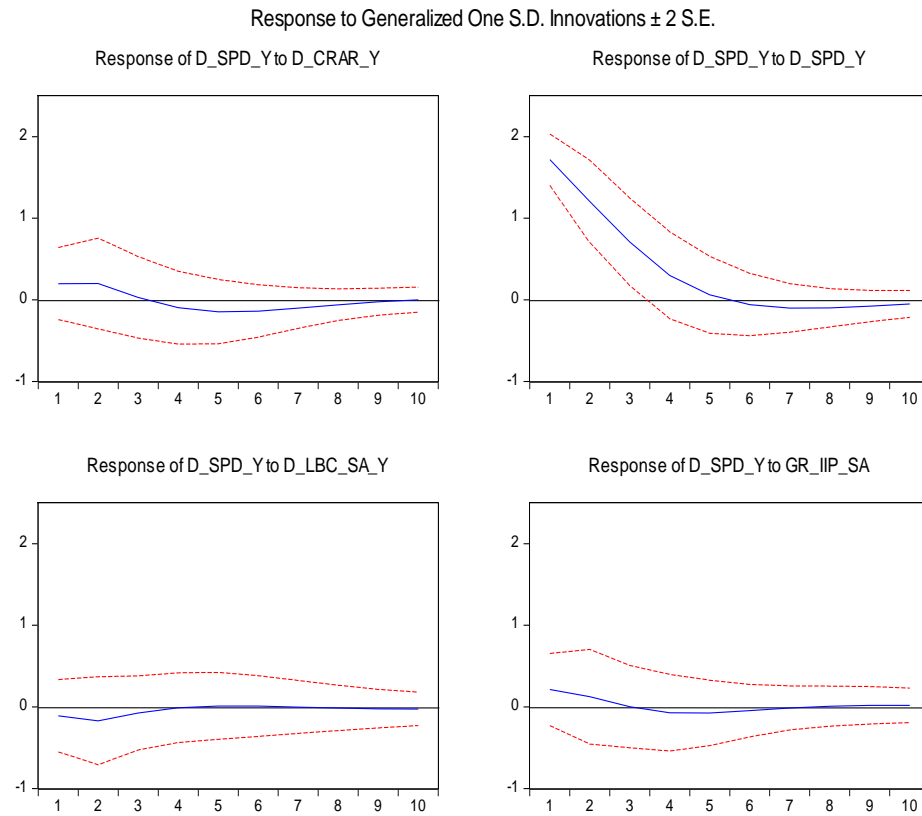 Response to Generalized One S.D. Innovations ± 2 S.E.
Response of D_SPD_Y to D_CRAR_Y
2
1
0
-1
1 2 3 4 5 6 7 8 9 10
Response of D_SPD_Y to D_SPD_Y
2
1
0
-1
1 2 3 4 5 6 7 8 9 10
Response of D_SPD_Y to D_LBC_SA_Y
2
1
0
-1
1 2 3 4 5 6 7 8 9 10
Response of D_SPD_Y to GR_IIP_SA
2
1
0
-1
1 2 3 4 5 6 7 8 9 10